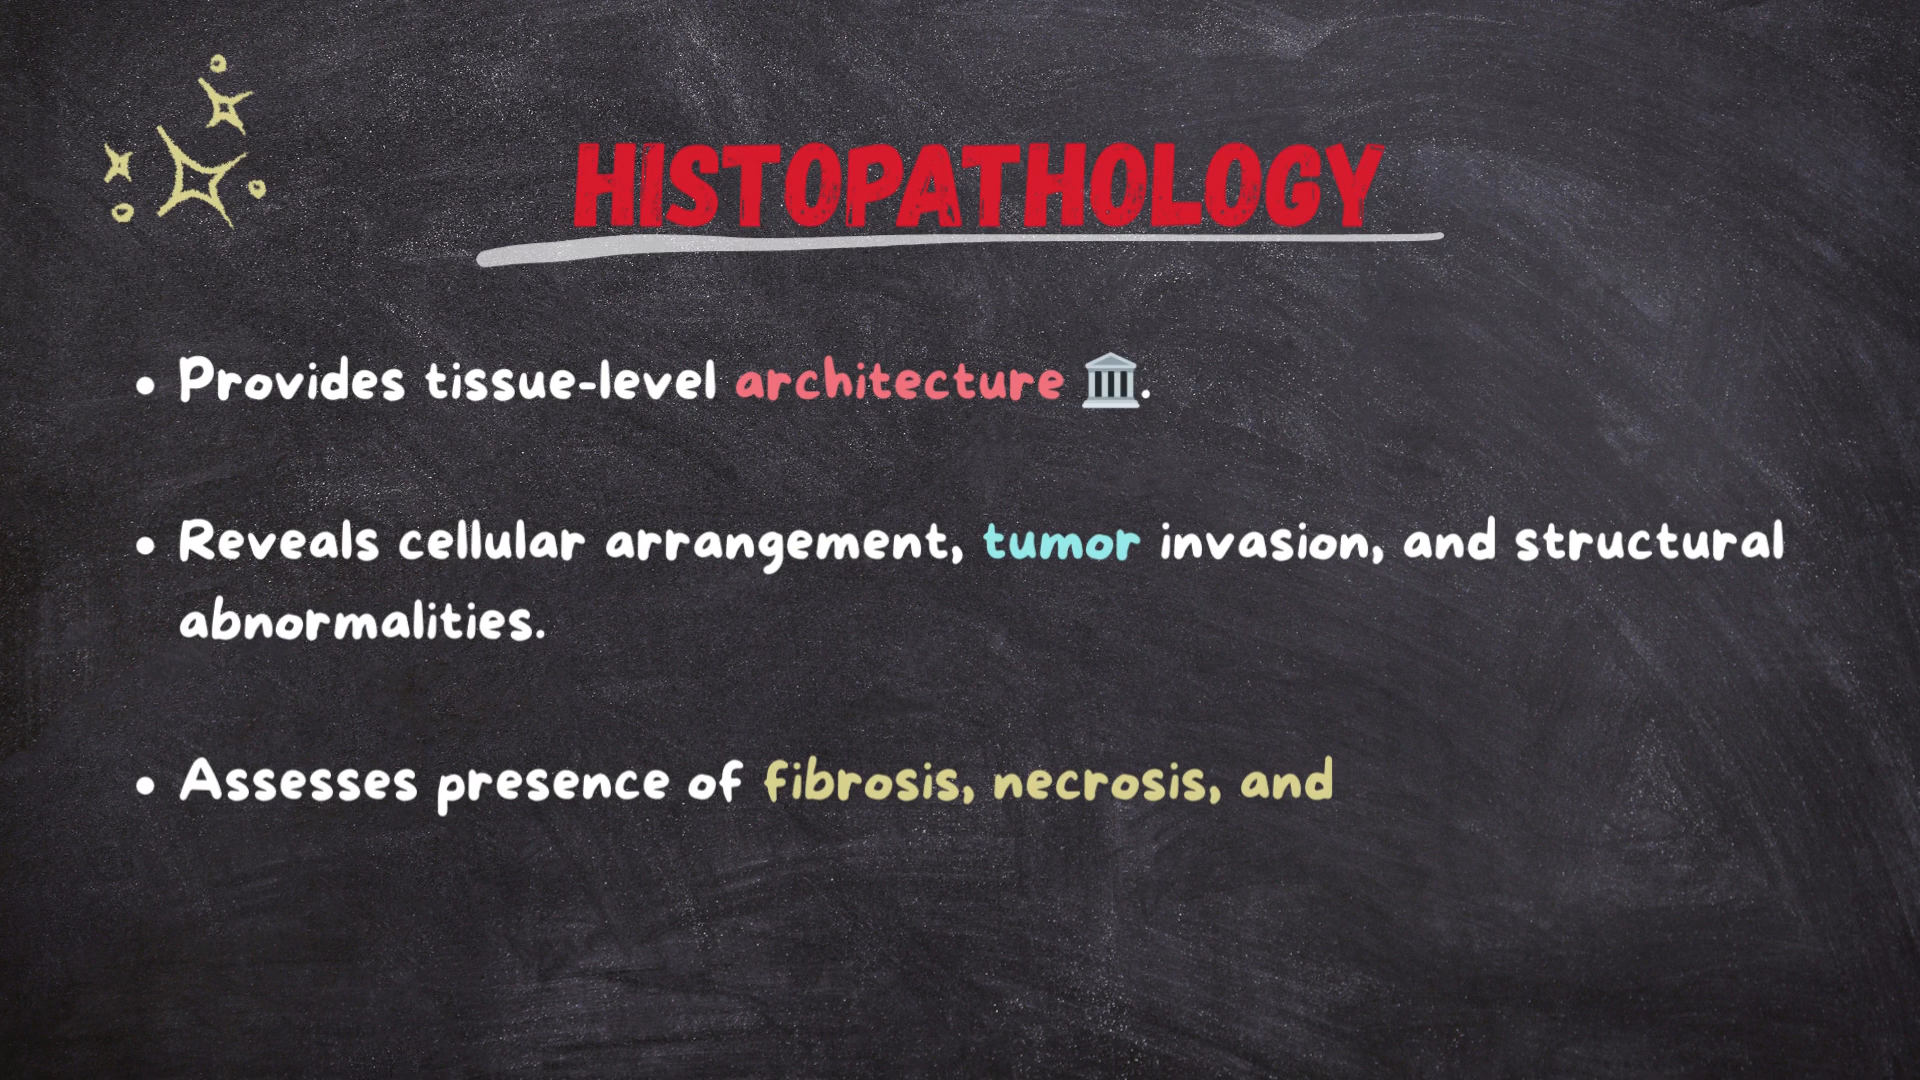 HISTOPATHOLOGY
• Provides tissue-level architecture 🏛️.
• Reveals cellular arrangement, tumor invasion, and structural
abnormalities.
• Assesses presence of fibrosis, necrosis, and